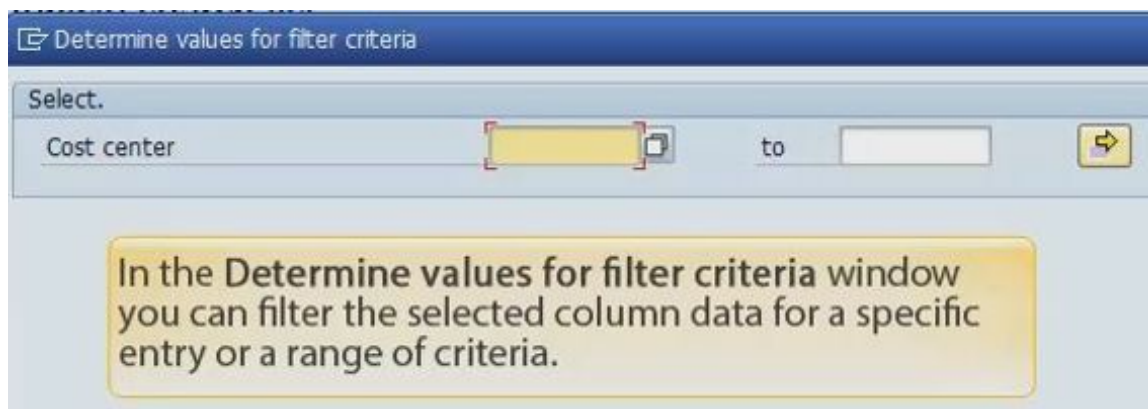 Determine values for filter criteria
Select.
Cost center to
In the Determine values for filter criteria window
you can filter the selected column data for a specific
entry or a range of criteria.